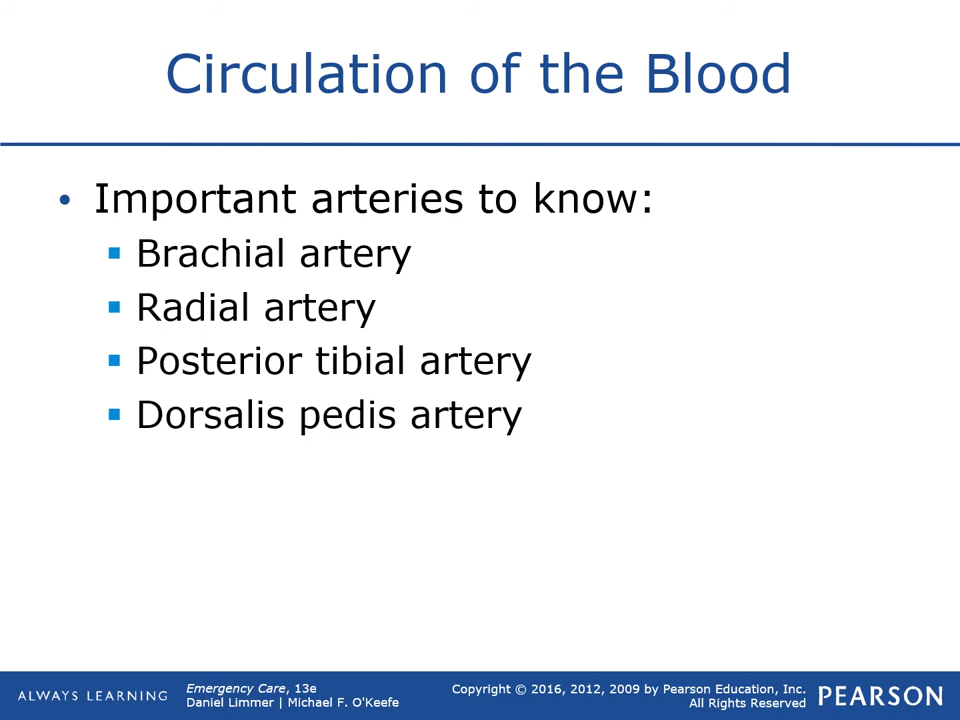 Circulation of the Blood
• Important arteries to know:
▪ Brachial artery
▪ Radial artery
▪ Posterior tibial artery
▪ Dorsalis pedis artery
ALWAYS LEARNING
Emergency Care, 13e
Daniel Limmer | Michael F. O'Keefe
Copyright © 2016, 2012, 2009 by Pearson Education, Inc.
All Rights Reserved
PEARSON